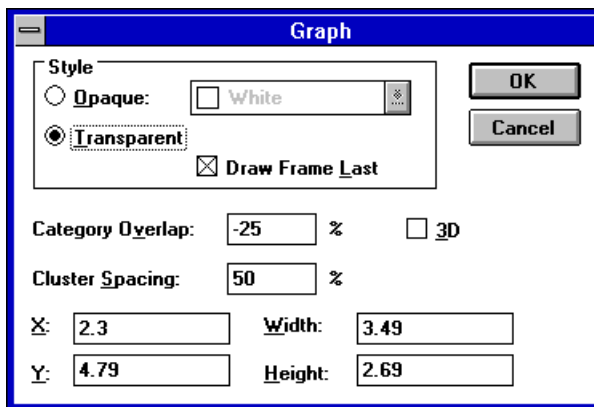 Graph
Style
Opaque: White
Transparent
Draw Frame Last
OK
Cancel
Category Overlap: -25 % 3D
Cluster Spacing: 50 %
X: 2.3 Width: 3.49
Y: 4.79 Height: 2.69